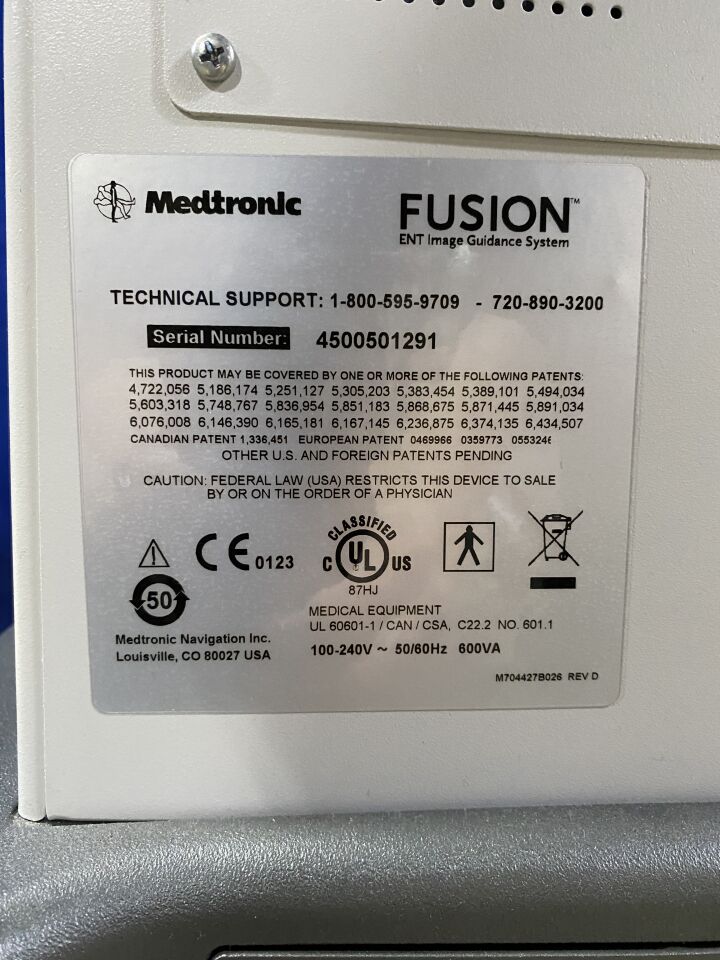 Medtronic
FUSION™
ENT Image Guidance System
TECHNICAL SUPPORT: 1-800-595-9709 - 720-890-3200
Serial Number: 4500501291
THIS PRODUCT MAY BE COVERED BY ONE OR MORE OF THE FOLLOWING PATENTS:
4,722,056 5,186,174 5,251,127 5,305,203 5,383,454 5,389,101 5,494,034
5,603,318 5,748,767 5,836,954 5,851,183 5,868,675 5,871,445 5,891,034
6,076,008 6,146,390 6,165,181 6,167,145 6,236,875 6,374,135 6,434,507
CANADIAN PATENT 1,336,451 EUROPEAN PATENT 0469966 0359773 0553246
OTHER U.S. AND FOREIGN PATENTS PENDING
CAUTION: FEDERAL LAW (USA) RESTRICTS THIS DEVICE TO SALE
BY OR ON THE ORDER OF A PHYSICIAN
CE 0123
CLASSIFIED
C UL US
87HJ
50
MEDICAL EQUIPMENT
UL 60601-1 / CAN / CSA, C22.2 NO. 601.1
100-240V ~ 50/60Hz 600VA
Medtronic Navigation Inc.
Louisville, CO 80027 USA
M704427B026 REV D